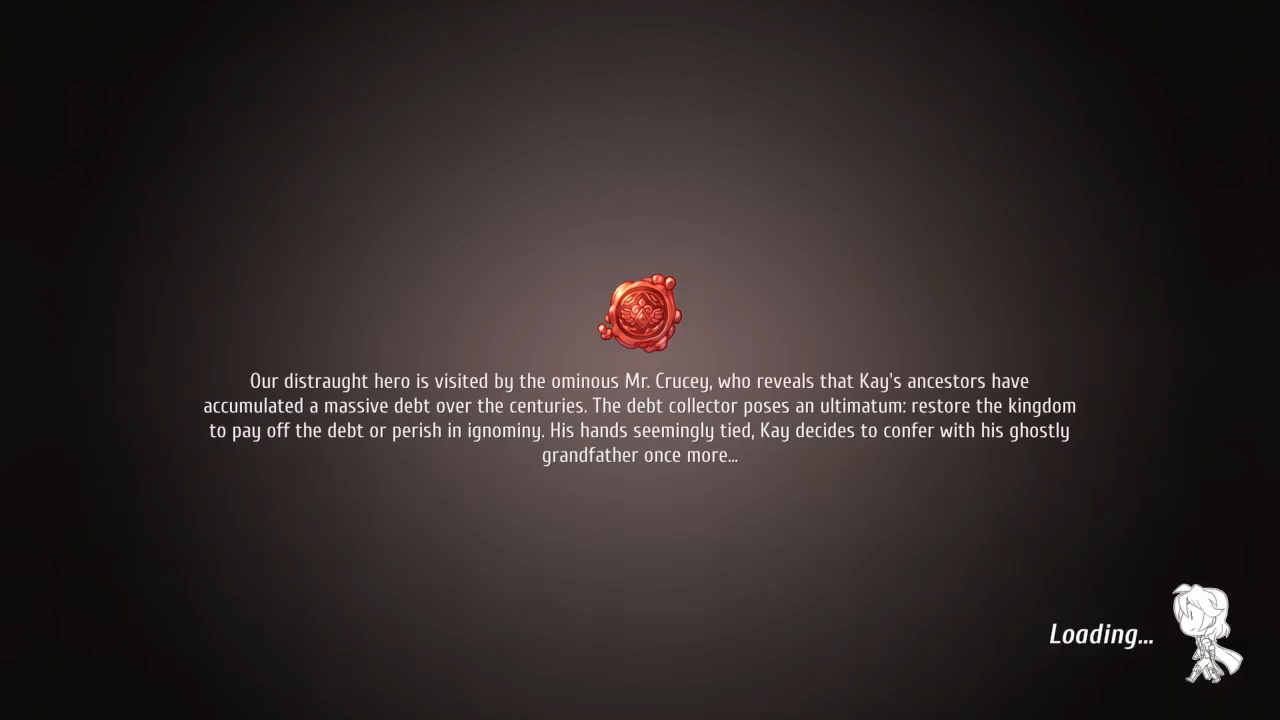 Our distraught hero is visited by the ominous Mr. Crucey, who reveals that Kay's ancestors have
accumulated a massive debt over the centuries. The debt collector poses an ultimatum: restore the kingdom
to pay off the debt or perish in ignominy. His hands seemingly tied, Kay decides to confer with his ghostly
grandfather once more...
Loading...